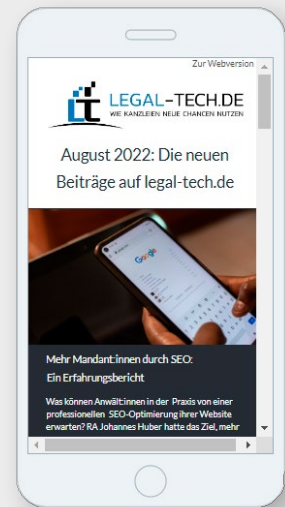 Zur Webversion
LEGAL-TECH.DE
WIE KANZLEIEN NEUE CHANCEN NUTZEN
August 2022: Die neuen
Beiträge auf legal-tech.de
Google
Mehr Mandant:innen durch SEO:
Ein Erfahrungsbericht
Was können Anwält:innen in der Praxis von einer
professionellen SEO-Optimierung ihrer Website
erwarten? RA Johannes Huber hatte das Ziel, mehr